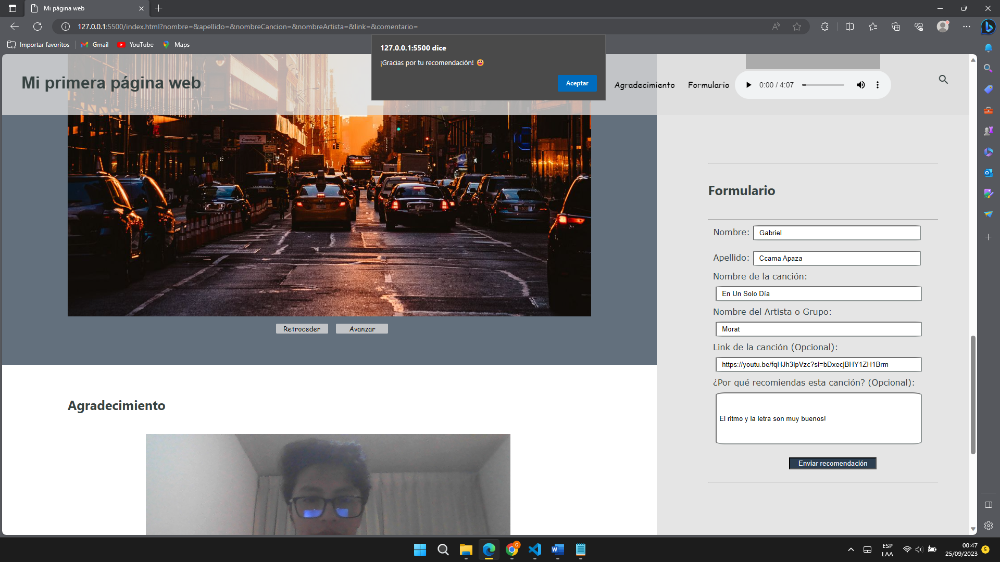 Mi página web
127.0.0.1:5500/index.html?nombre=&apellido=&nombreCancion=&nombreArtista=&link=&comentario=
Importar favoritos
Gmail
YouTube
Maps
127.0.0.1:5500 dice
¡Gracias por tu recomendación! 😃
Aceptar
Mi primera página web
Agradecimiento
Formulario
0:00 / 4:07
Capital
CHAS
Formulario
Nombre: Gabriel
Apellido: Ccama Apaza
Nombre de la canción:
En Un Solo Día
Nombre del Artista o Grupo:
Morat
Link de la canción (Opcional):
https://youtu.be/fqHJh3lpVzc?si=bDxecjBHY1ZH1Brm
¿Por qué recomiendas esta canción? (Opcional):
El ritmo y la letra son muy buenos!
Enviar recomendación
Retroceder
Avanzar
Agradecimiento
ESP
LAA
00:47
25/09/2023
5